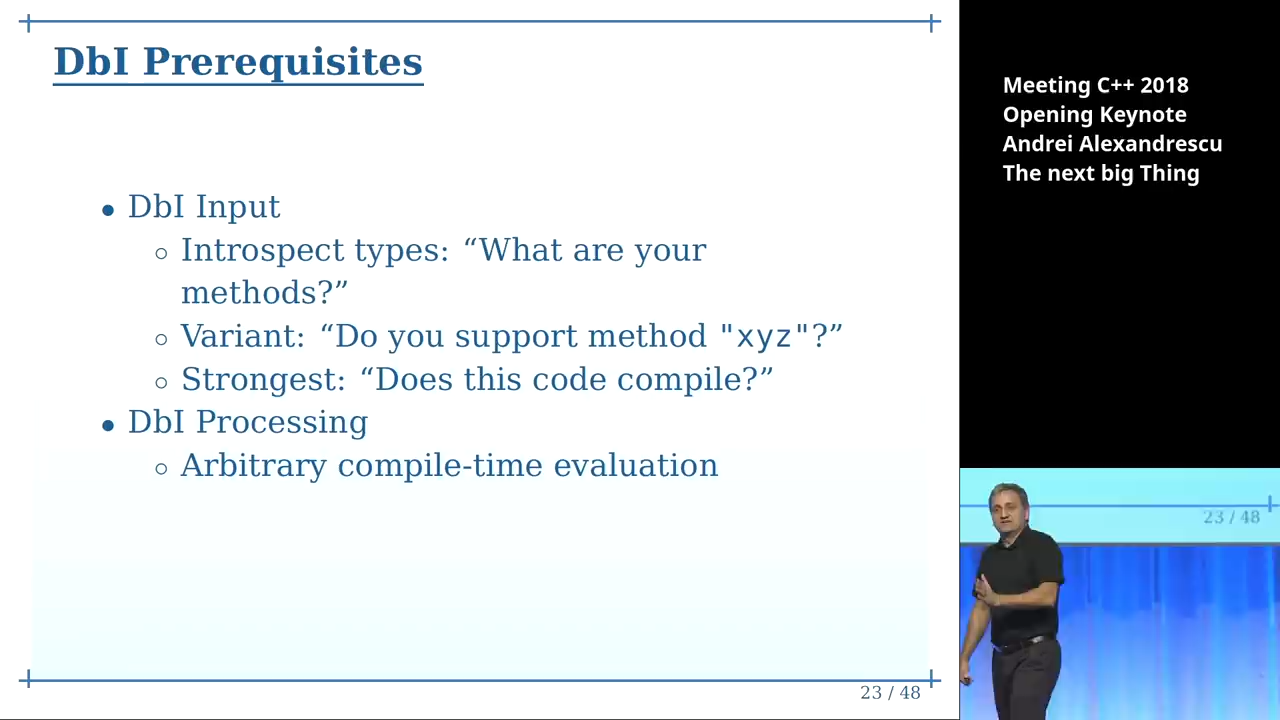 DbI Prerequisites
• DbI Input
○ Introspect types: “What are your
methods?”
○ Variant: “Do you support method "xyz"?”
○ Strongest: “Does this code compile?”
• DbI Processing
○ Arbitrary compile-time evaluation
23 / 48
Meeting C++ 2018
Opening Keynote
Andrei Alexandrescu
The next big Thing
23 / 48